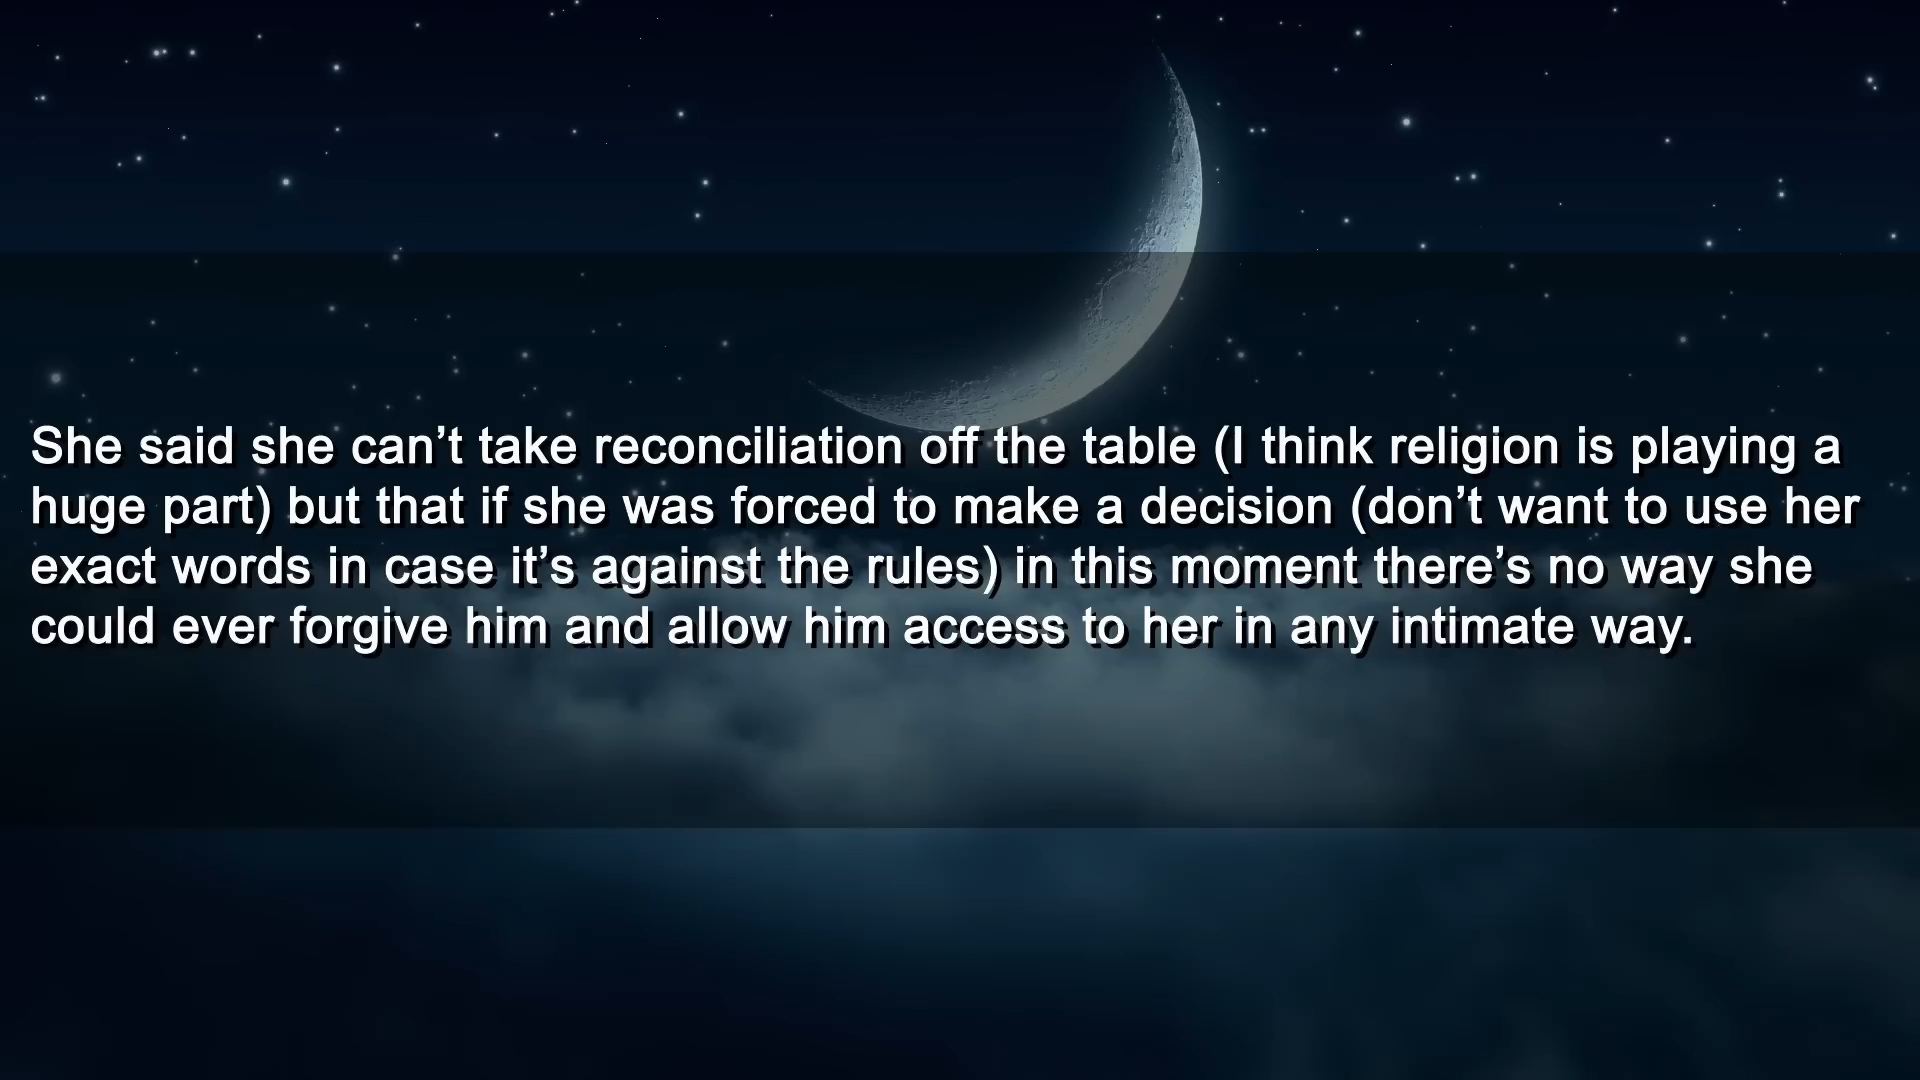 She said she can’t take reconciliation off the table (I think religion is playing a
huge part) but that if she was forced to make a decision (don’t want to use her
exact words in case it’s against the rules) in this moment there’s no way she
could ever forgive him and allow him access to her in any intimate way.